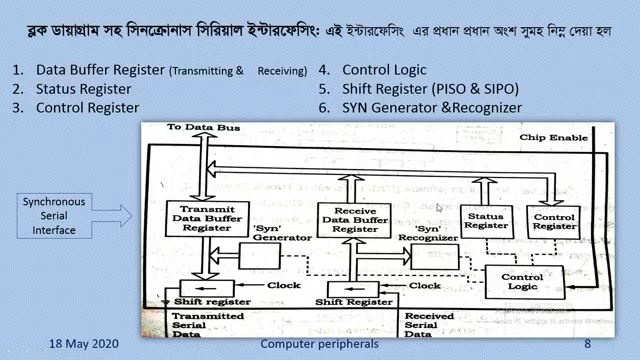 ব্লক ডায়াগ্রাম সহ সিনক্রোনাস সিরিয়াল ইন্টারফেসিং: এই ইন্টারফেসিং এর প্রধান প্রধান অংশ সুমহ নিম্ন দেয়া হল
1. Data Buffer Register (Transmitting & Receiving)
2. Status Register
3. Control Register
4. Control Logic
5. Shift Register (PISO & SIPO)
6. SYN Generator &Recognizer
To Data Bus
Chip Enable
Synchronous
Serial
Interface
Transmit
Data Buffer
Register
Receive
Data Buffer
Register
Status
Register
Control
Register
'Syn'
Generator
'Syn'
Recognizer
Control
Logic
Clock
Clock
Shift register
Shift Register
Transmitted
Serial
Data
Received
Serial
Data
18 May 2020
Computer peripherals
8